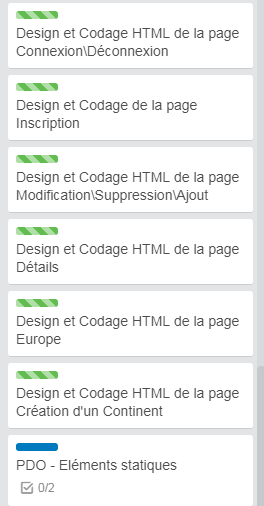 Design et Codage HTML de la page
Connexion\Déconnexion
Design et Codage de la page
Inscription
Design et Codage HTML de la page
Modification\Suppression\Ajout
Design et Codage HTML de la page
Détails
Design et Codage HTML de la page
Europe
Design et Codage HTML de la page
Création d'un Continent
PDO - Eléments statiques
0/2